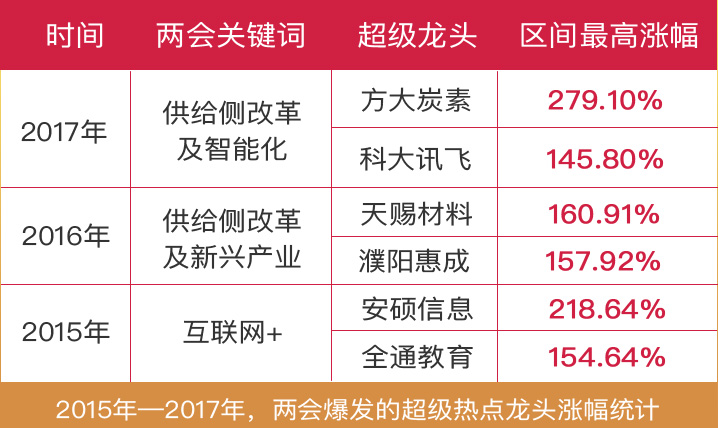 时间 两会关键词 超级龙头 区间最高涨幅
2017年 供给侧改革及智能化 方大炭素 279.10%
科大讯飞 145.80%
2016年 供给侧改革及新兴产业 天赐材料 160.91%
濮阳惠成 157.92%
2015年 互联网+ 安硕信息 218.64%
全通教育 154.64%
2015年—2017年，两会爆发的超级热点龙头涨幅统计